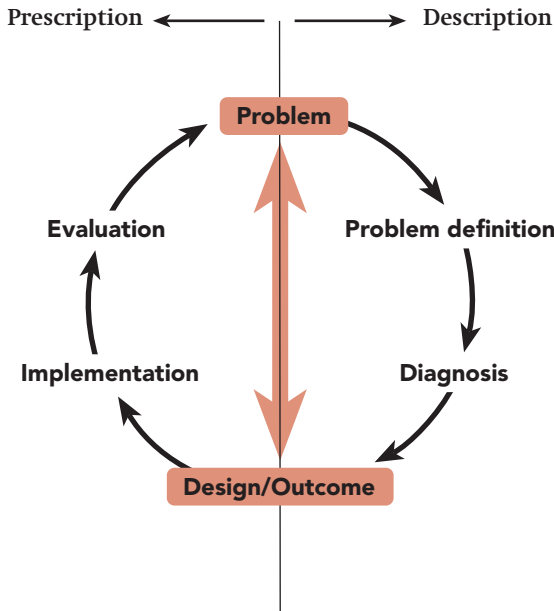 Prescription
Description
Problem
Evaluation
Problem definition
Implementation
Diagnosis
Design/Outcome